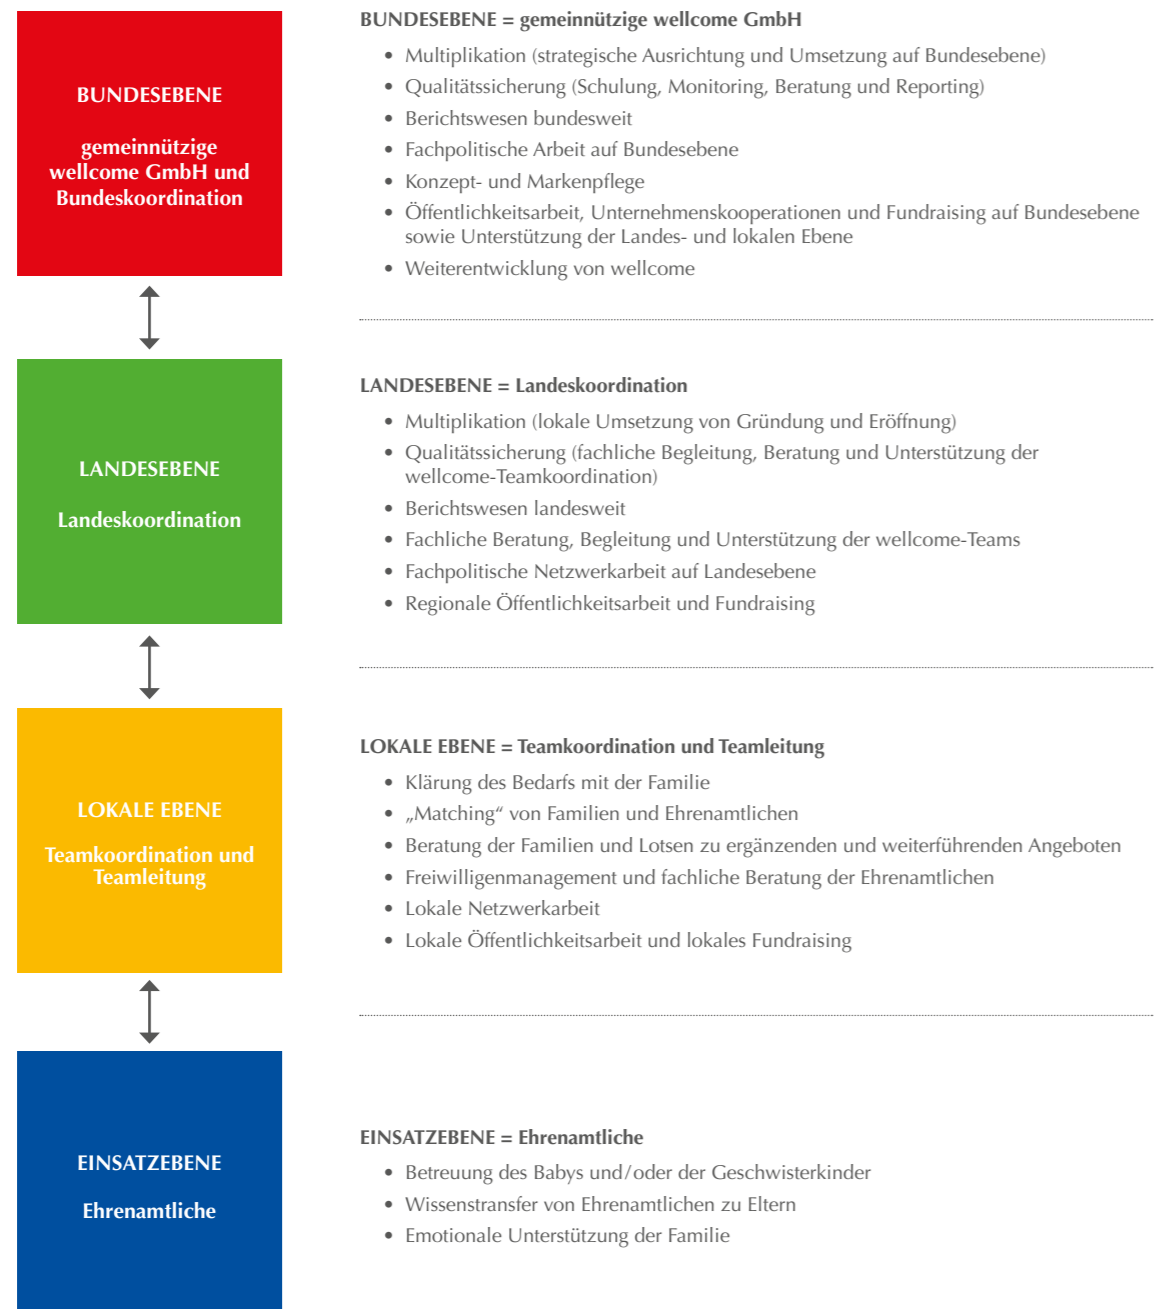 BUNDESEBENE
gemeinnützige
wellcome GmbH und
Bundeskoordination
BUNDESEBENE = gemeinnützige wellcome GmbH
• Multiplikation (strategische Ausrichtung und Umsetzung auf Bundesebene)
• Qualitätssicherung (Schulung, Monitoring, Beratung und Reporting)
• Berichtswesen bundesweit
• Fachpolitische Arbeit auf Bundesebene
• Konzept- und Markenpflege
• Öffentlichkeitsarbeit, Unternehmenskooperationen und Fundraising auf Bundesebene
sowie Unterstützung der Landes- und lokalen Ebene
• Weiterentwicklung von wellcome
LANDESEBENE
Landeskoordination
LANDESEBENE = Landeskoordination
• Multiplikation (lokale Umsetzung von Gründung und Eröffnung)
• Qualitätssicherung (fachliche Begleitung, Beratung und Unterstützung der
wellcome-Teamkoordination)
• Berichtswesen landesweit
• Fachliche Beratung, Begleitung und Unterstützung der wellcome-Teams
• Fachpolitische Netzwerkarbeit auf Landesebene
• Regionale Öffentlichkeitsarbeit und Fundraising
LOKALE EBENE
Teamkoordination und
Teamleitung
LOKALE EBENE = Teamkoordination und Teamleitung
• Klärung des Bedarfs mit der Familie
• „Matching“ von Familien und Ehrenamtlichen
• Beratung der Familien und Lotsen zu ergänzenden und weiterführenden Angeboten
• Freiwilligenmanagement und fachliche Beratung der Ehrenamtlichen
• Lokale Netzwerkarbeit
• Lokale Öffentlichkeitsarbeit und lokales Fundraising
EINSATZEBENE
Ehrenamtliche
EINSATZEBENE = Ehrenamtliche
• Betreuung des Babys und/oder der Geschwisterkinder
• Wissenstransfer von Ehrenamtlichen zu Eltern
• Emotionale Unterstützung der Familie